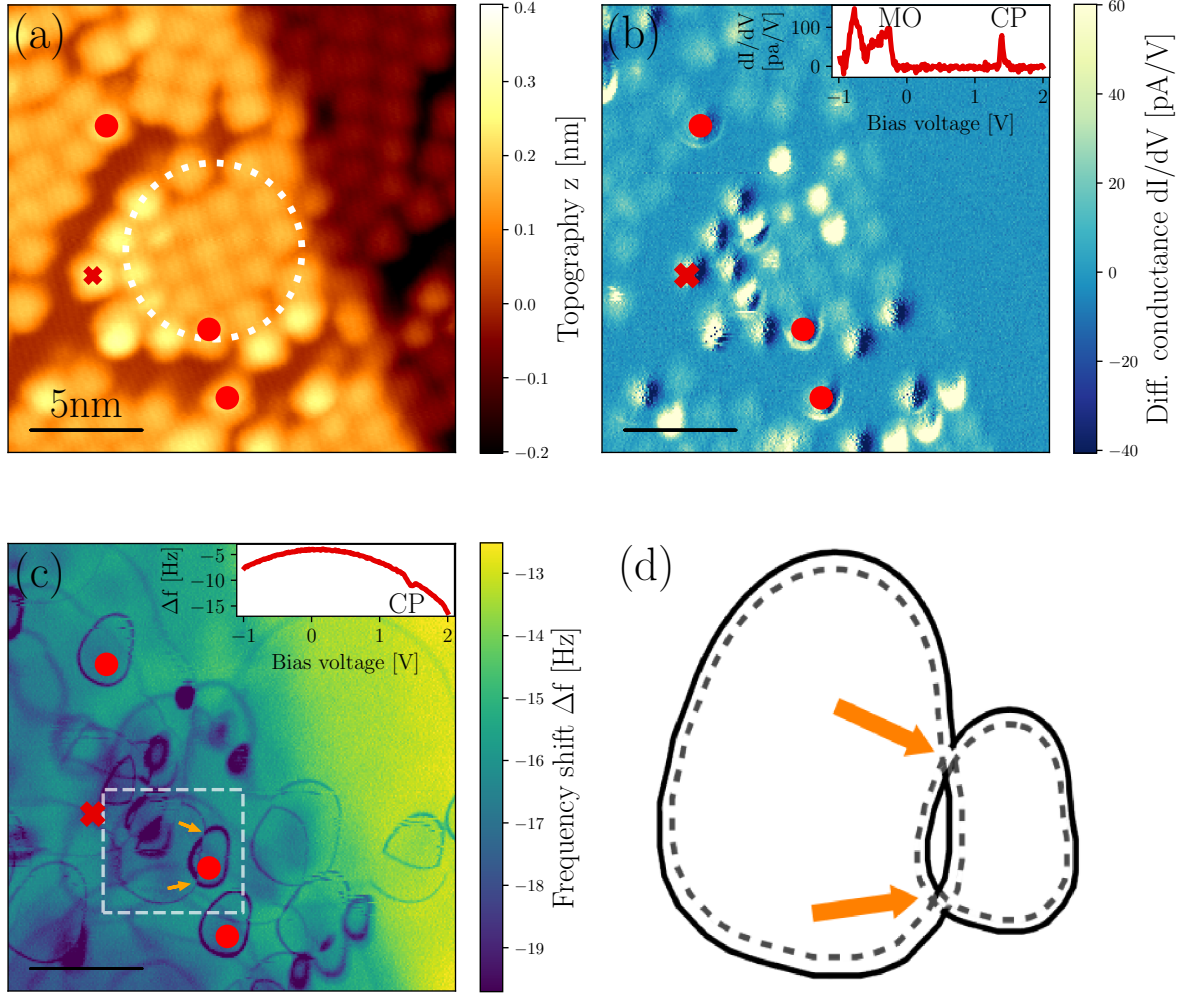 (a)
5nm
0.4
0.3
0.2
0.1
0.0
−0.1
−0.2
Topography z [nm]
(b)
dI/dV
[pa/V]
100
0
MO
CP
−1
0
1
2
Bias voltage [V]
60
40
20
0
−20
−40
Diff. conductance dI/dV [pA/V]
(c)
Δf [Hz]
−5
−10
−15
CP
−1
0
1
2
Bias voltage [V]
−13
−14
−15
−16
−17
−18
−19
Frequency shift Δf [Hz]
(d)